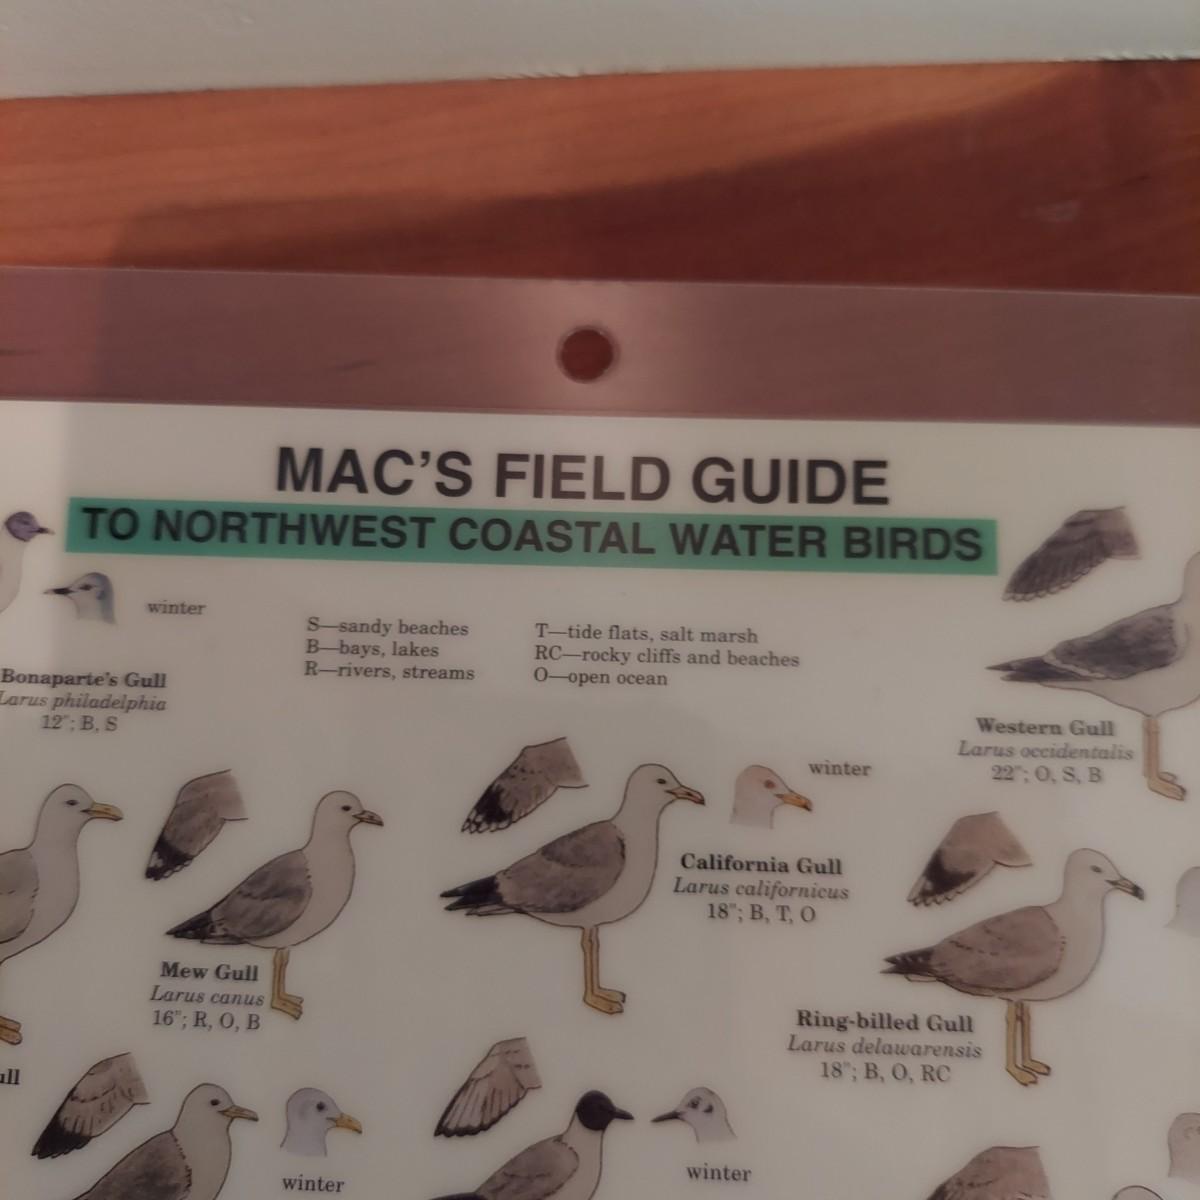 MAC'S FIELD GUIDE
TO NORTHWEST COASTAL WATER BIRDS
winter
S—sandy beaches
B—bays, lakes
R—rivers, streams
T—tide flats, salt marsh
RC—rocky cliffs and beaches
O—open ocean
Bonaparte's Gull
Larus philadelphia
12"; B, S
Western Gull
Larus occidentalis
22"; O, S, B
winter
California Gull
Larus californicus
18"; B, T, O
Mew Gull
Larus canus
16"; R, O, B
Ring-billed Gull
Larus delawarensis
18"; B, O, RC
ull
winter
winter